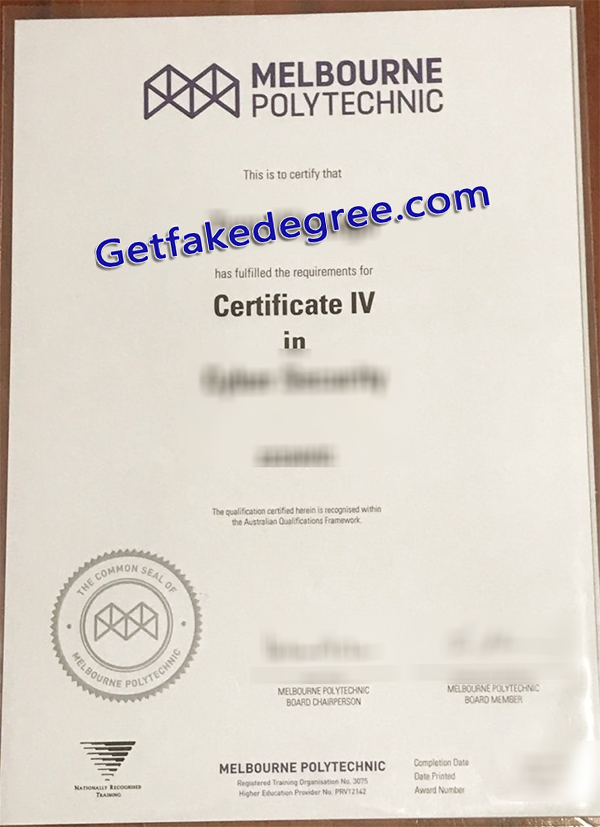 MELBOURNE
POLYTECHNIC
This is to certify that
Getfakedegree.com
has fulfilled the requirements for
Certificate IV
in
Cyber Security
The qualification certified herein is recognised within
the Australian Qualifications Framework.
THE COMMON SEAL OF
MELBOURNE POLYTECHNIC
MELBOURNE POLYTECHNIC
BOARD CHAIRPERSON
MELBOURNE POLYTECHNIC
BOARD MEMBER
NATIONALLY RECOGNISED
TRAINING
MELBOURNE POLYTECHNIC
Registered Training Organisation No. 3075
Higher Education Provider No. PRV12142
Completion Date
Date Printed
Award Number